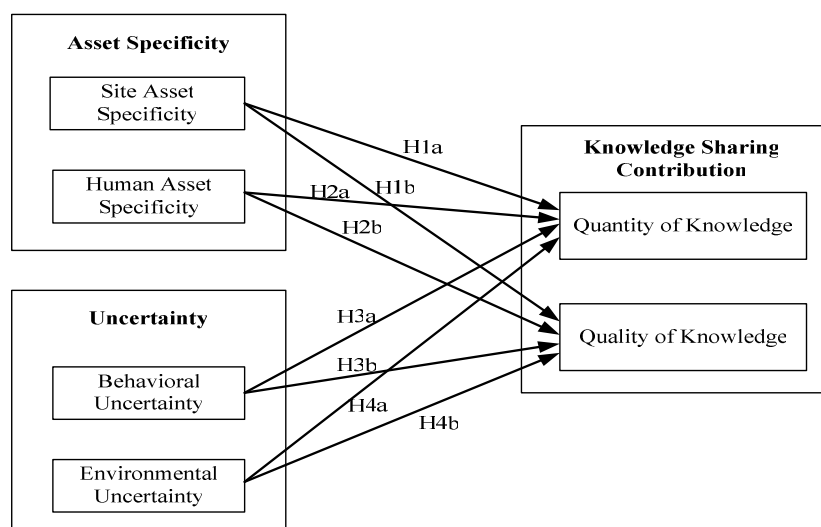 Asset Specificity
Site Asset
Specificity
Human Asset
Specificity
Uncertainty
Behavioral
Uncertainty
Environmental
Uncertainty
H1a
H2a
H1b
H2b
H3a
H3b
H4a
H4b
Knowledge Sharing
Contribution
Quantity of Knowledge
Quality of Knowledge